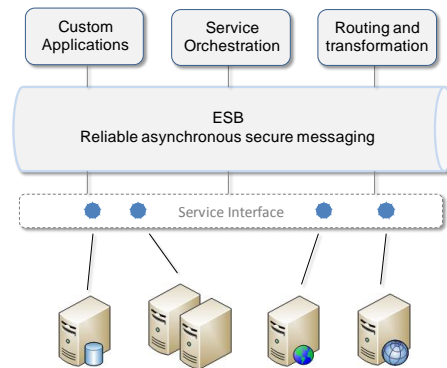 Custom
Applications
Service
Orchestration
Routing and
transformation
ESB
Reliable asynchronous secure messaging
Service Interface